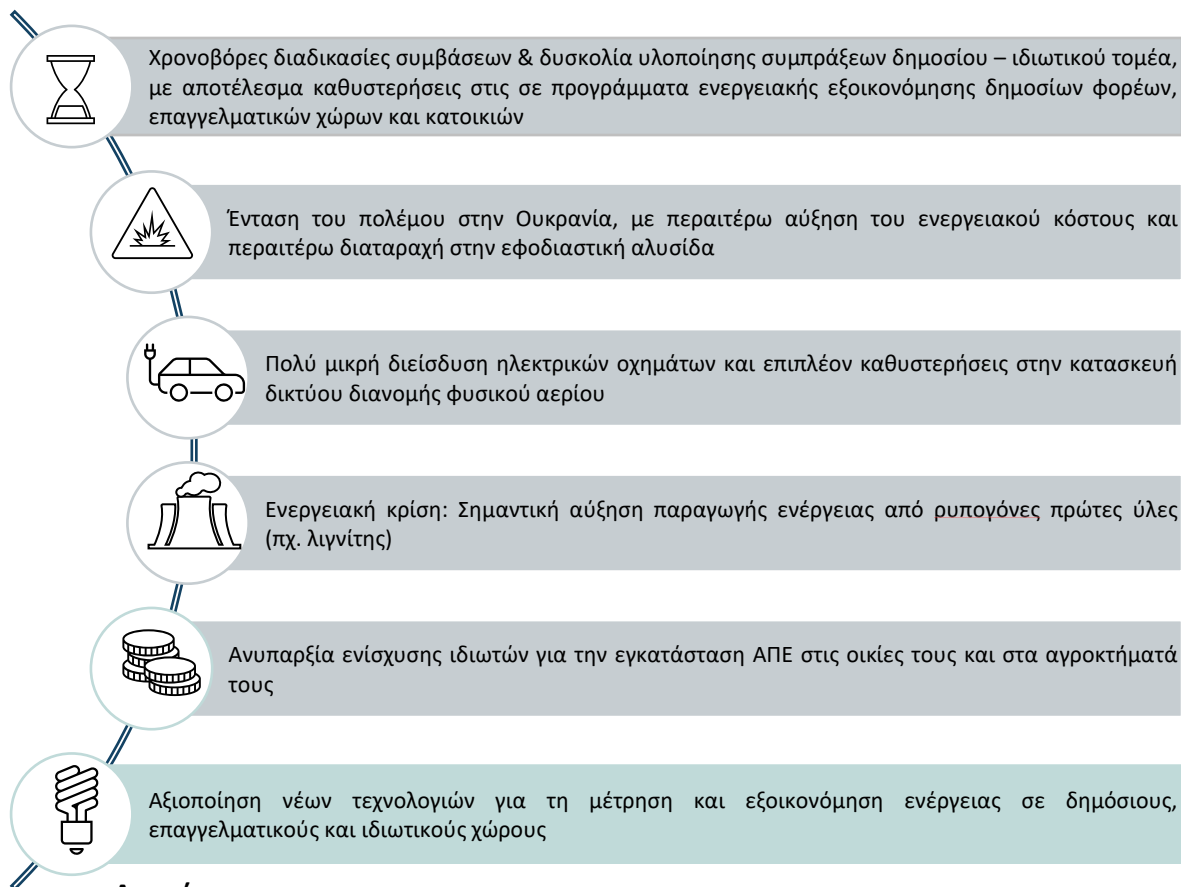 Χρονοβόρες διαδικασίες συμβάσεων & δυσκολία υλοποίησης συμπράξεων δημοσίου – ιδιωτικού τομέα,
με αποτέλεσμα καθυστερήσεις στις σε προγράμματα ενεργειακής εξοικονόμησης δημοσίων φορέων,
επαγγελματικών χώρων και κατοικιών
Ένταση του πολέμου στην Ουκρανία, με περαιτέρω αύξηση του ενεργειακού κόστους και
περαιτέρω διαταραχή στην εφοδιαστική αλυσίδα
Πολύ μικρή διείσδυση ηλεκτρικών οχημάτων και επιπλέον καθυστερήσεις στην κατασκευή
δικτύου διανομής φυσικού αερίου
Ενεργειακή κρίση: Σημαντική αύξηση παραγωγής ενέργειας από ρυπογόνες πρώτες ύλες
(πχ. λιγνίτης)
Ανυπαρξία ενίσχυσης ιδιωτών για την εγκατάσταση ΑΠΕ στις οικίες τους και στα αγροκτήματά
τους
Αξιοποίηση νέων τεχνολογιών για τη μέτρηση και εξοικονόμηση ενέργειας σε δημόσιους,
επαγγελματικούς και ιδιωτικούς χώρους